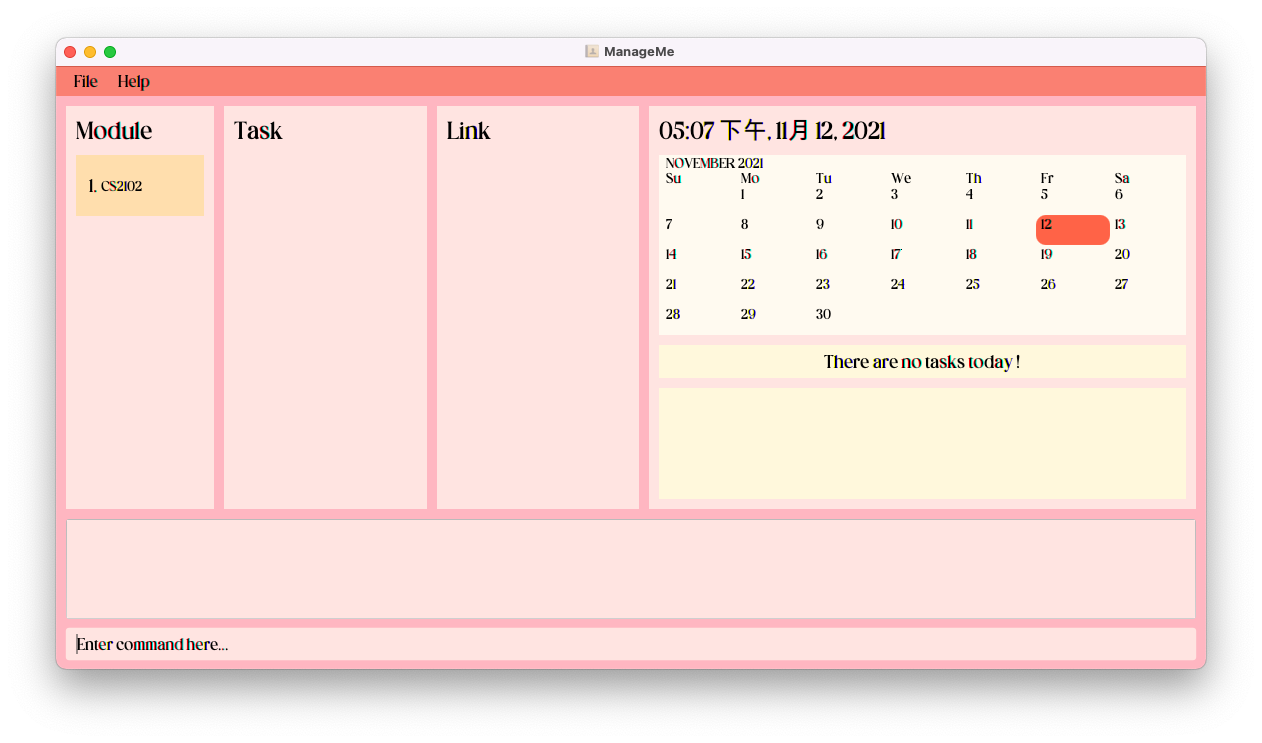 ManageMe
File Help
Module
1. CS2102
Task
Link
05:07 下午, 11月 12, 2021
NOVEMBER 2021
Su Mo Tu We Th Fr Sa
1 2 3 4 5 6
7 8 9 10 11 12 13
14 15 16 17 18 19 20
21 22 23 24 25 26 27
28 29 30
There are no tasks today !
Enter command here...